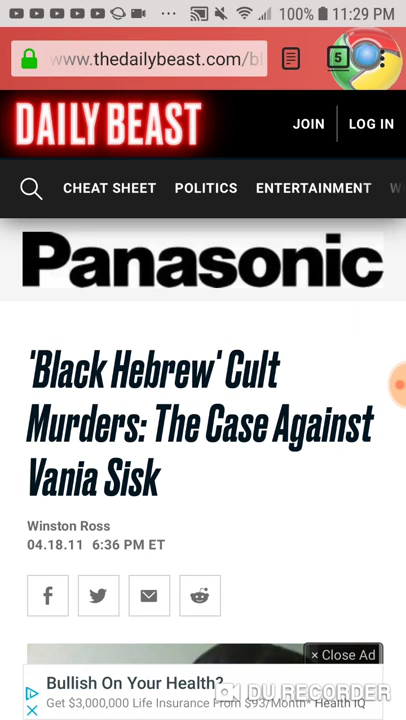 100% 11:29 PM
www.thedailybeast.com/bl
5
DAILY BEAST
JOIN
LOG IN
CHEAT SHEET POLITICS ENTERTAINMENT W
Panasonic
'Black Hebrew' Cult
Murders: The Case Against
Vania Sisk
Winston Ross
04.18.11 6:36 PM ET
× Close Ad
Bullish On Your Health?
Get $3,000,000 Life Insurance From $93/Month* Health IQ
DU RECORDER